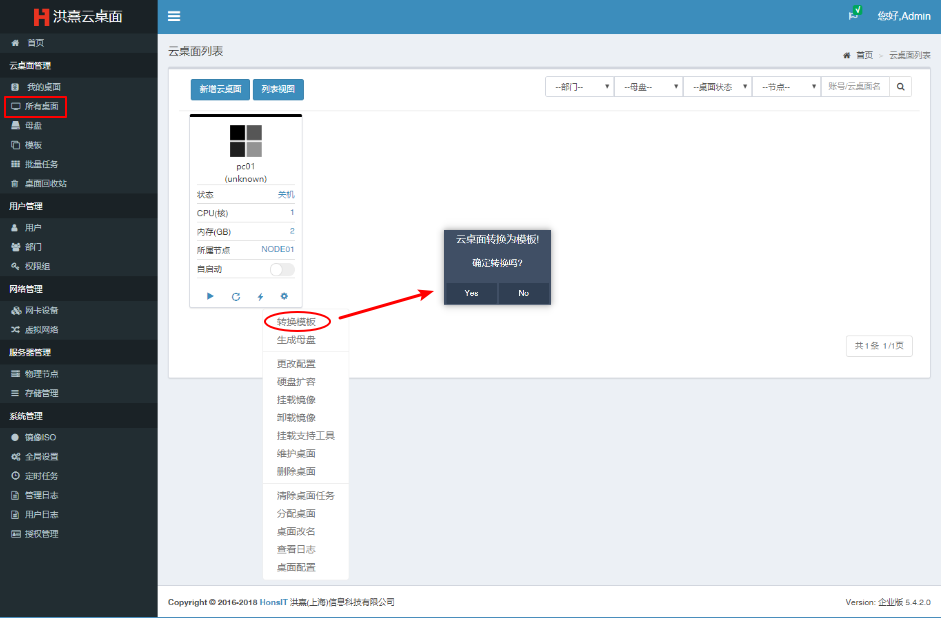 洪熹云桌面
您好,Admin
首页
云桌面管理
我的桌面
所有桌面
母盘
模板
批量任务
桌面回收站
用户管理
用户
部门
权限组
网络管理
网卡设备
虚拟网络
服务器管理
物理节点
存储管理
系统管理
镜像ISO
全局设置
定时任务
管理日志
用户日志
授权管理
云桌面列表
首页 > 云桌面列表
新增云桌面 列表视图
--部门-- --母盘-- --桌面状态 --节点-- 账号/云桌面名
pc01
(unknown)
状态 关机
CPU(核) 1
内存(GB) 2
所属节点 NODE01
自启动
转换模板
生成母盘
更改配置
硬盘扩容
挂载镜像
卸载镜像
挂载支持工具
维护桌面
删除桌面
清除桌面任务
分配桌面
桌面改名
查看日志
桌面配置
云桌面转换为模板!
确定转换吗?
Yes No
共1条 1/1页
Copyright © 2016-2018 HonsIT 洪熹(上海)信息科技有限公司
Version: 企业版 5.4.2.0